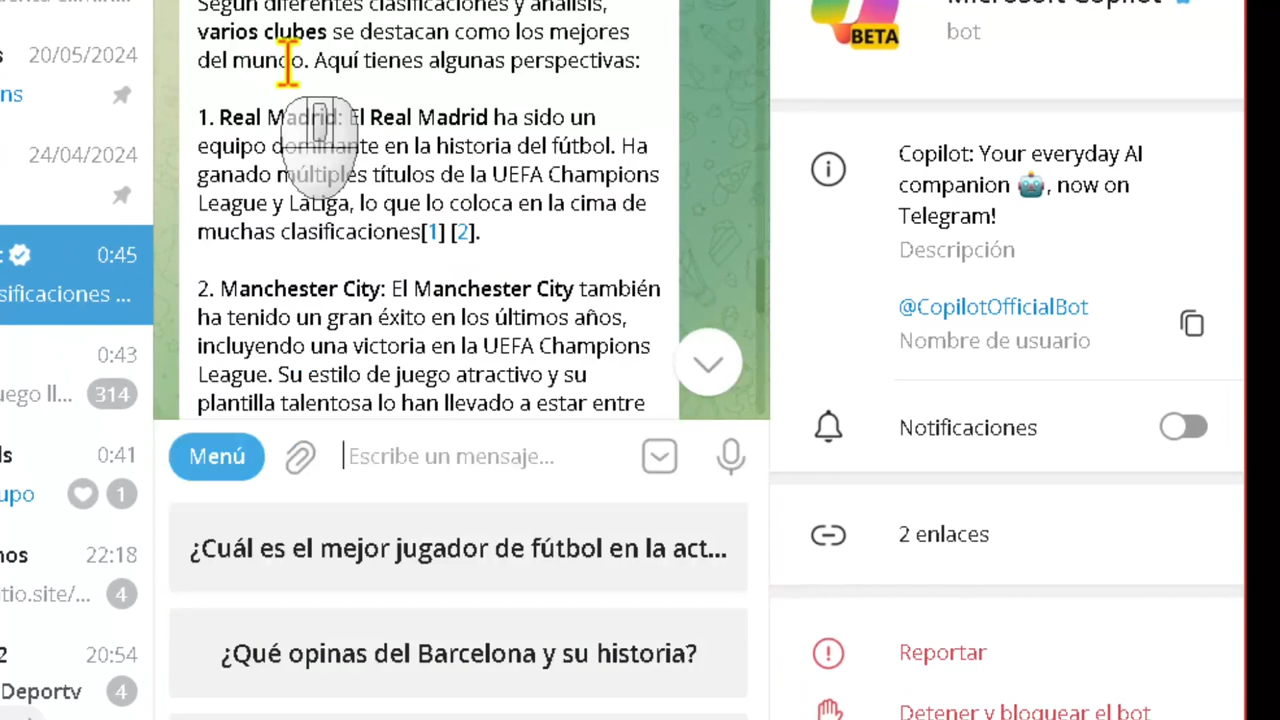 s 20/05/2024
ns
24/04/2024
0:45
sificaciones ...
0:43
uego ll... 314
ls 0:41
upo 1
nos 22:18
tio.site/... 4
2 20:54
Deportv 4
Según diferentes clasificaciones y análisis,
varios clubes se destacan como los mejores
del mundo. Aquí tienes algunas perspectivas:
1. Real Madrid: El Real Madrid ha sido un
equipo dominante en la historia del fútbol. Ha
ganado múltiples títulos de la UEFA Champions
League y LaLiga, lo que lo coloca en la cima de
muchas clasificaciones[1] [2].
2. Manchester City: El Manchester City también
ha tenido un gran éxito en los últimos años,
incluyendo una victoria en la UEFA Champions
League. Su estilo de juego atractivo y su
plantilla talentosa lo han llevado a estar entre
Menú Escribe un mensaje...
¿Cuál es el mejor jugador de fútbol en la act...
¿Qué opinas del Barcelona y su historia?
Microsoft Copilot
BETA
bot
Copilot: Your everyday AI
companion 🤖, now on
Telegram!
Descripción
@CopilotOfficialBot
Nombre de usuario
Notificaciones
2 enlaces
Reportar
Detener y bloquear el bot